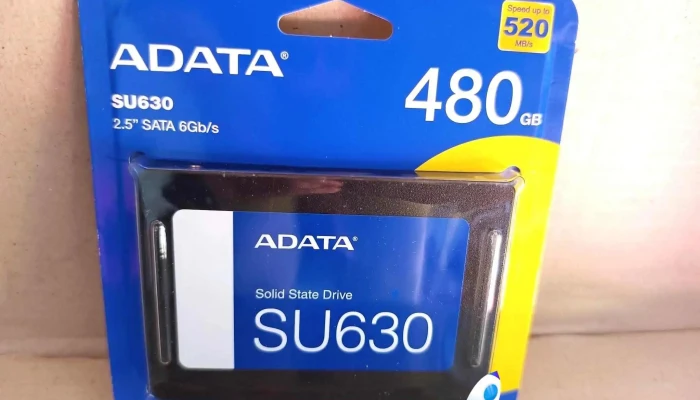 ADATA®
SU630
2.5" SATA 6Gb/s
Speed up to
520
MB/s
480GB
ADATA®
Solid State Drive
SU630